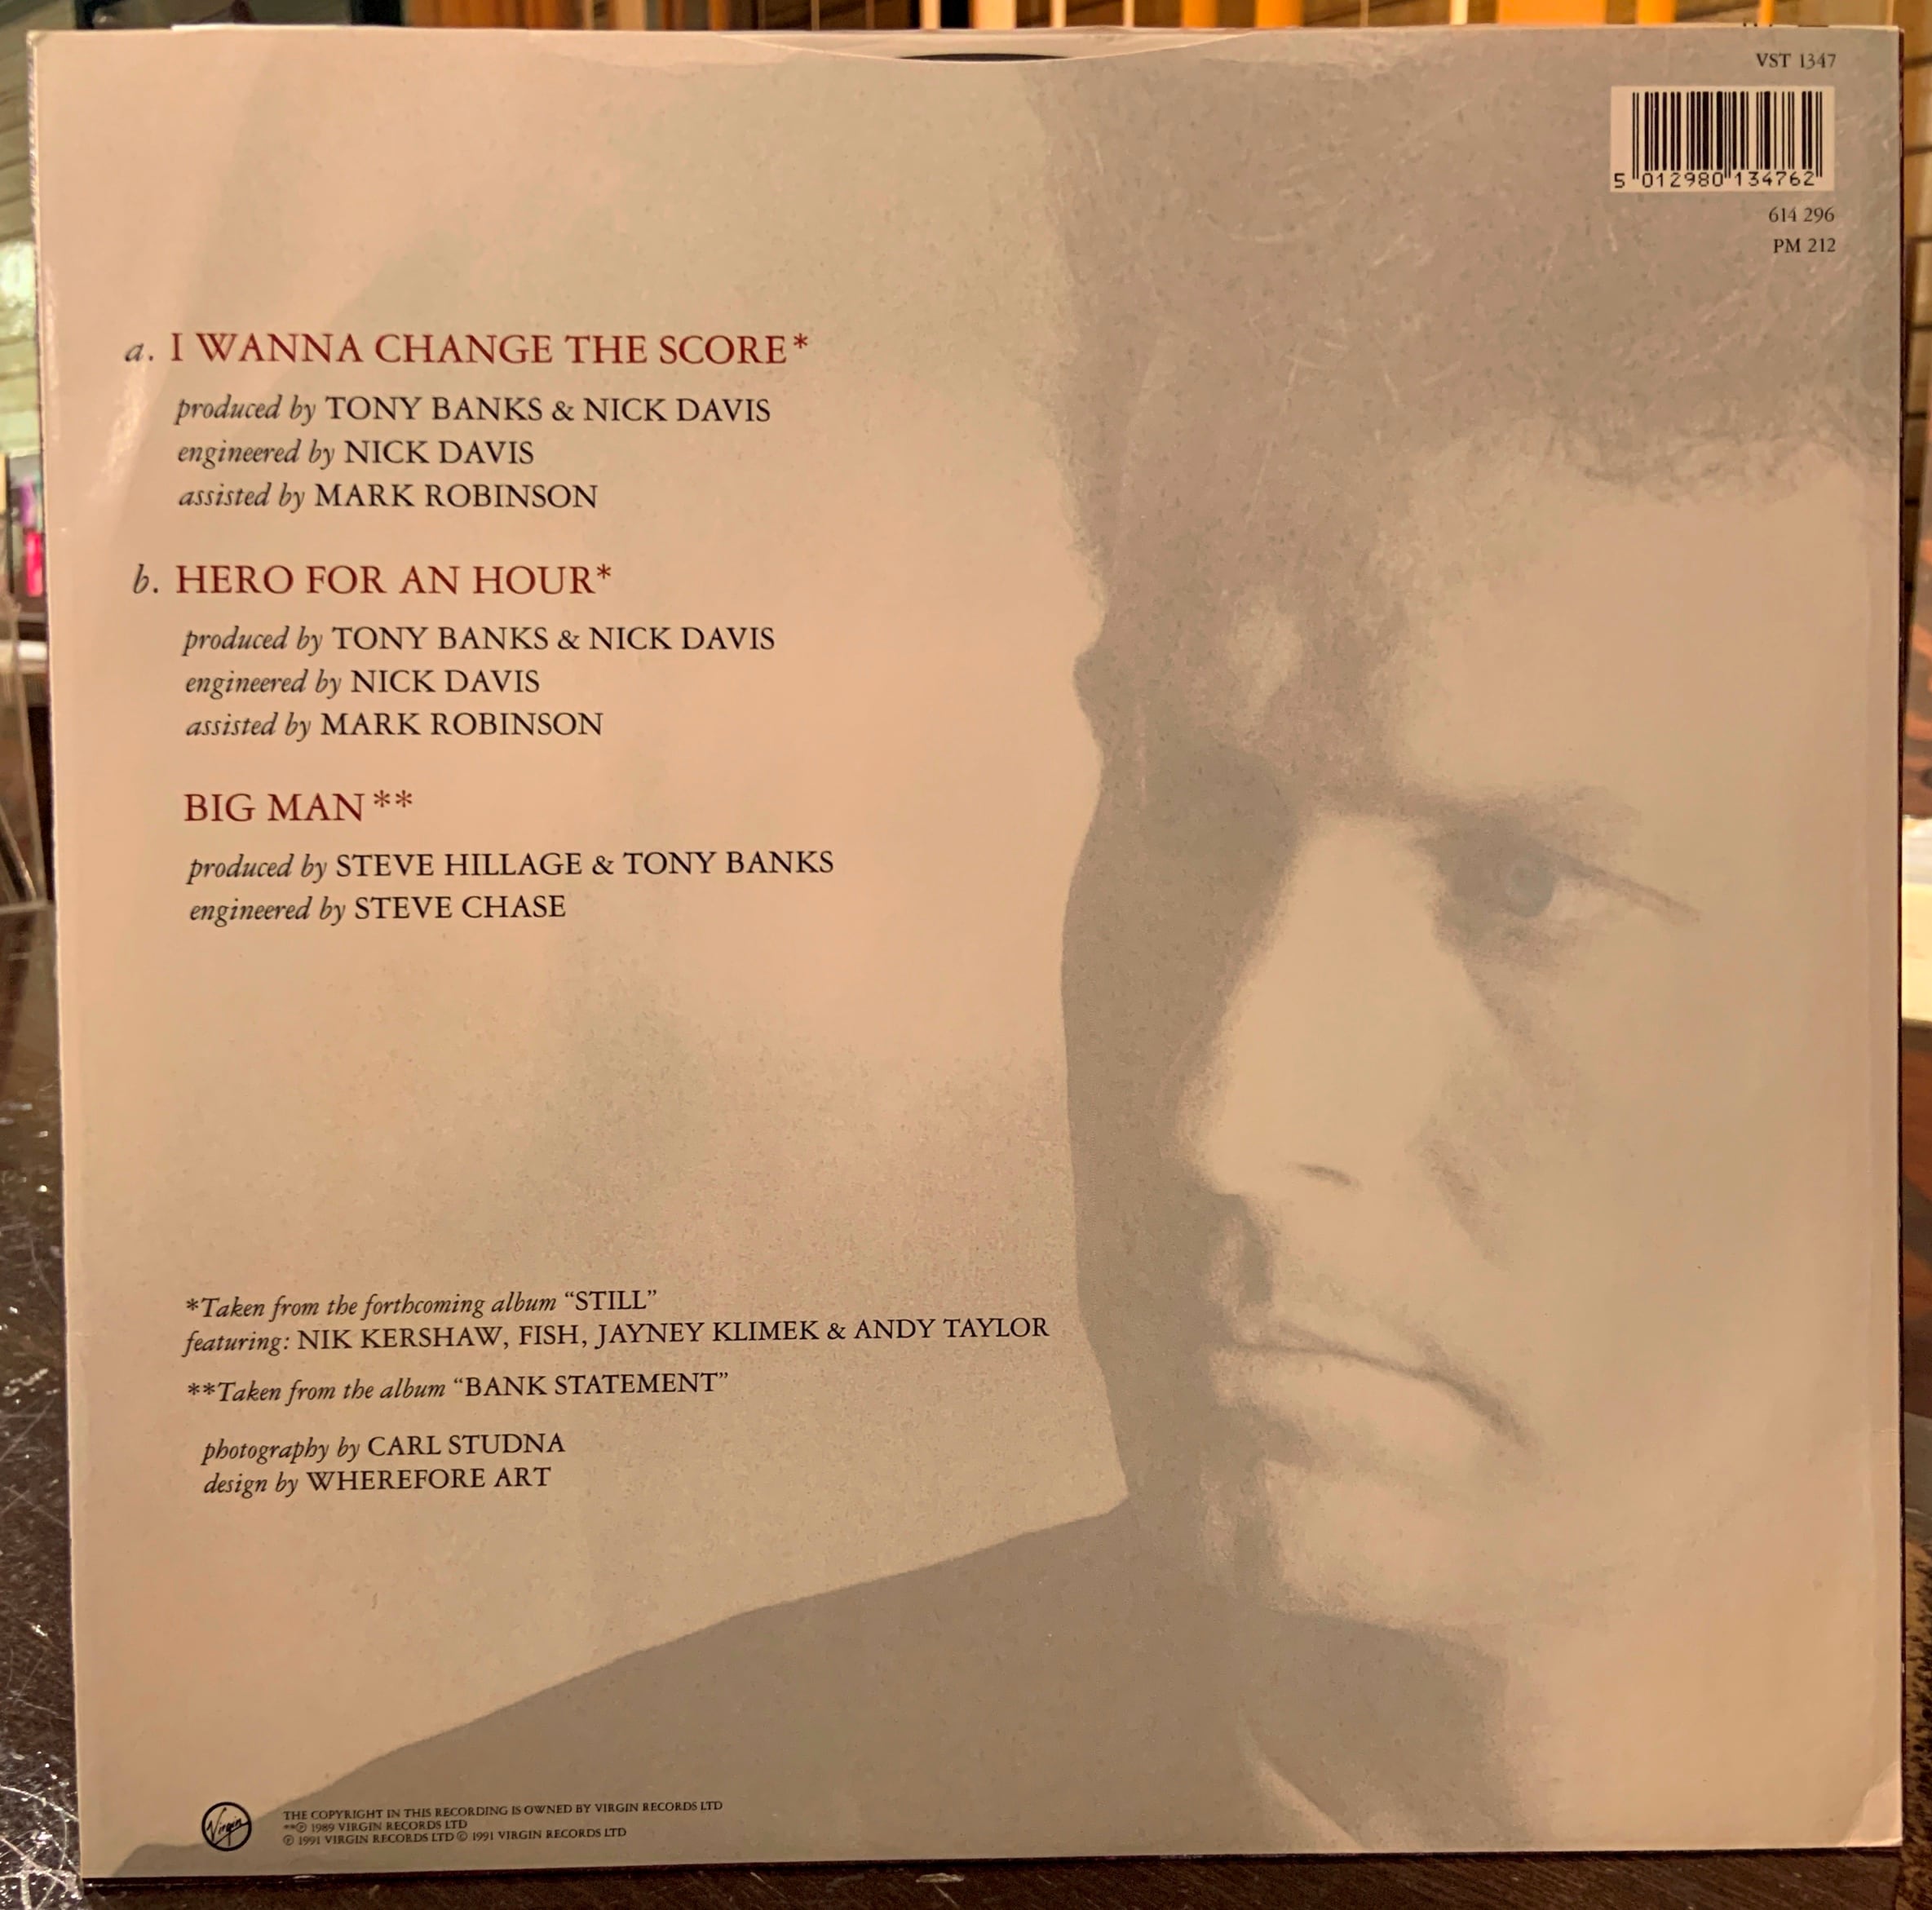 VST 1347
5 012980 134762
614 296
PM 212
a. I WANNA CHANGE THE SCORE*
produced by TONY BANKS & NICK DAVIS
engineered by NICK DAVIS
assisted by MARK ROBINSON
b. HERO FOR AN HOUR*
produced by TONY BANKS & NICK DAVIS
engineered by NICK DAVIS
assisted by MARK ROBINSON
BIG MAN**
produced by STEVE HILLAGE & TONY BANKS
engineered by STEVE CHASE
*Taken from the forthcoming album “STILL”
featuring: NIK KERSHAW, FISH, JAYNEY KLIMEK & ANDY TAYLOR
**Taken from the album “BANK STATEMENT”
photography by CARL STUDNA
design by WHEREFORE ART
Virgin
THE COPYRIGHT IN THIS RECORDING IS OWNED BY VIRGIN RECORDS LTD
**℗ 1989 VIRGIN RECORDS LTD
℗ 1991 VIRGIN RECORDS LTD © 1991 VIRGIN RECORDS LTD